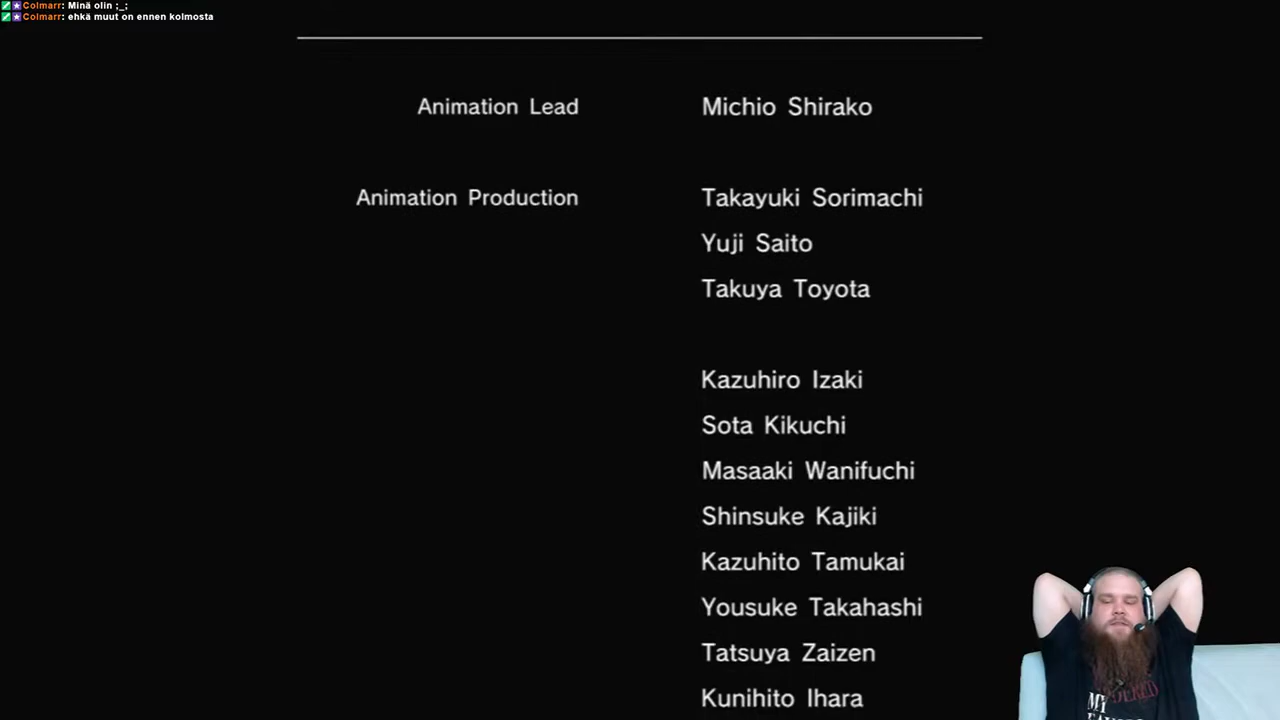 Colmarr: Minä olin ;_;
Colmarr: ehkä muut on ennen kolmosta
Animation Lead Michio Shirako
Animation Production Takayuki Sorimachi
Yuji Saito
Takuya Toyota
Kazuhiro Izaki
Sota Kikuchi
Masaaki Wanifuchi
Shinsuke Kajiki
Kazuhito Tamukai
Yousuke Takahashi
Tatsuya Zaizen
Kunihito Ihara
MY